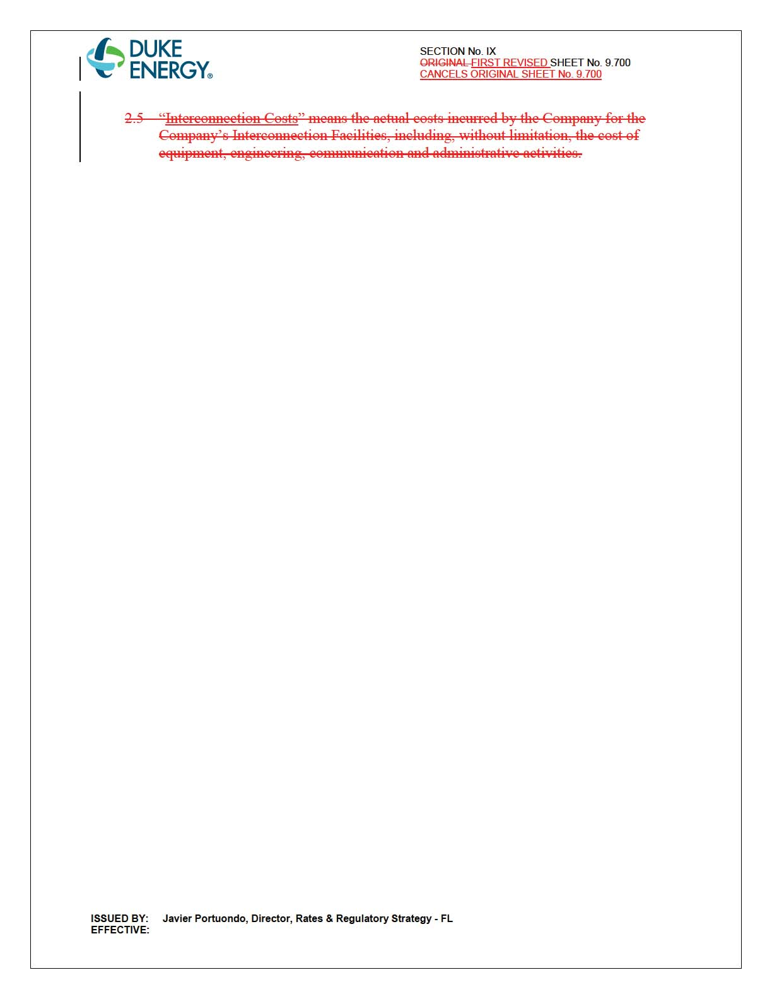 DUKE
ENERGY®
SECTION No. IX
ORIGINAL FIRST REVISED SHEET No. 9.700
CANCELS ORIGINAL SHEET No. 9.700
2.5 “Interconnection Costs” means the actual costs incurred by the Company for the
Company’s Interconnection Facilities, including, without limitation, the cost of
equipment, engineering, communication and administrative activities.
ISSUED BY: Javier Portuondo, Director, Rates & Regulatory Strategy - FL
EFFECTIVE: